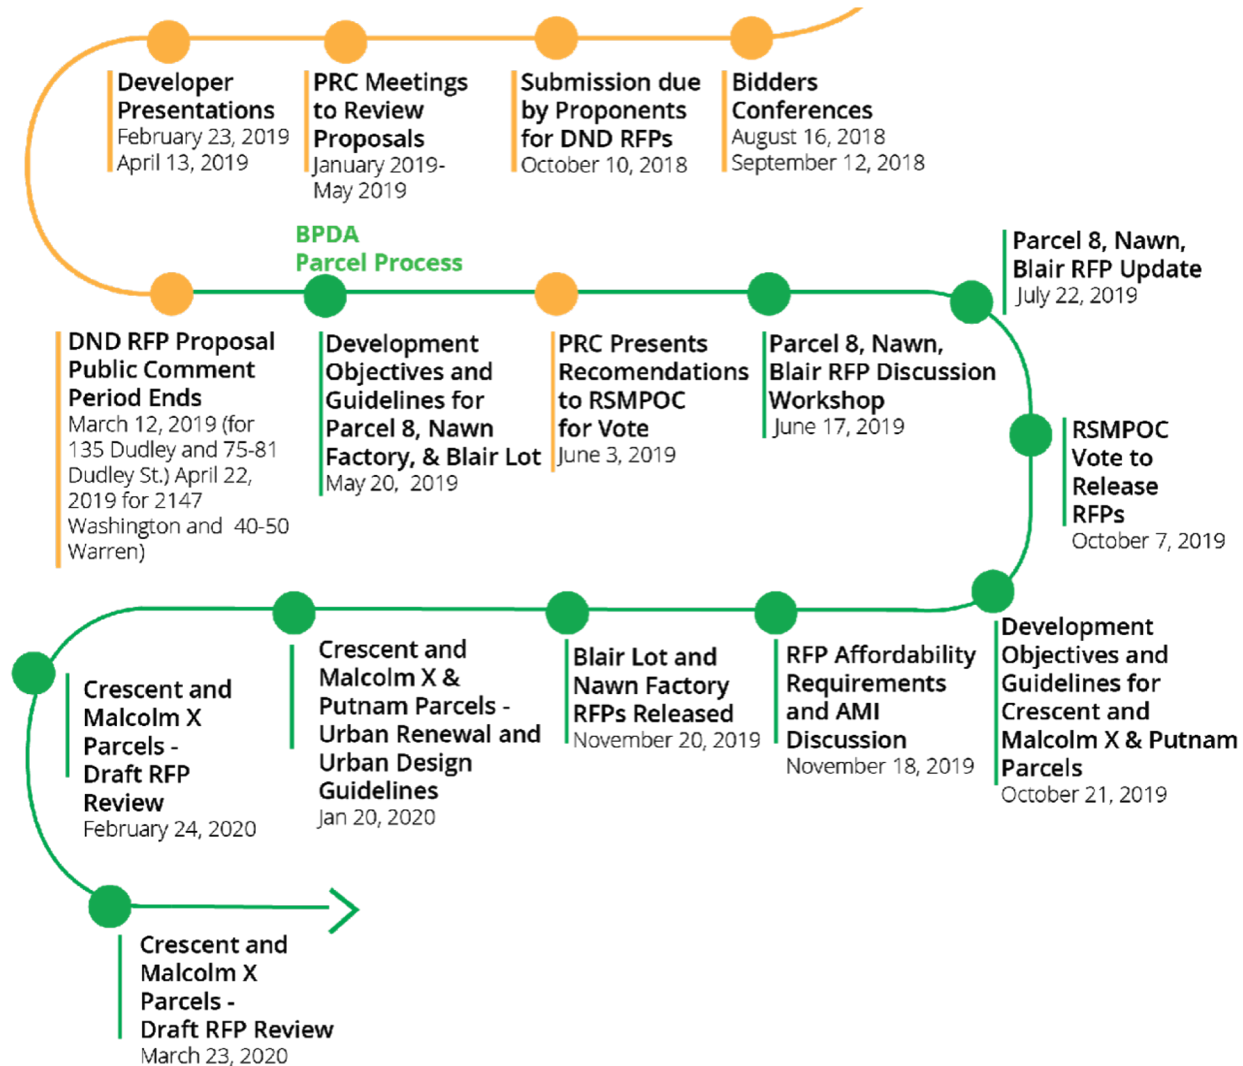 Developer
Presentations
February 23, 2019
April 13, 2019
PRC Meetings
to Review
Proposals
January 2019-
May 2019
Submission due
by Proponents
for DND RFPs
October 10, 2018
Bidders
Conferences
August 16, 2018
September 12, 2018
BPDA
Parcel Process
DND RFP Proposal
Public Comment
Period Ends
March 12, 2019 (for
135 Dudley and 75-81
Dudley St.) April 22,
2019 for 2147
Washington and 40-50
Warren)
Development
Objectives and
Guidelines for
Parcel 8, Nawn
Factory, & Blair Lot
May 20, 2019
PRC Presents
Recomendations
to RSMPOC
for Vote
June 3, 2019
Parcel 8, Nawn,
Blair RFP Discussion
Workshop
June 17, 2019
Parcel 8, Nawn,
Blair RFP Update
July 22, 2019
RSMPOC
Vote to
Release
RFPs
October 7, 2019
Development
Objectives and
Guidelines for
Crescent and
Malcolm X & Putnam
Parcels
October 21, 2019
RFP Affordability
Requirements
and AMI
Discussion
November 18, 2019
Blair Lot and
Nawn Factory
RFPs Released
November 20, 2019
Crescent and
Malcolm X &
Putnam Parcels -
Urban Renewal and
Urban Design
Guidelines
Jan 20, 2020
Crescent and
Malcolm X
Parcels -
Draft RFP
Review
February 24, 2020
Crescent and
Malcolm X
Parcels -
Draft RFP Review
March 23, 2020